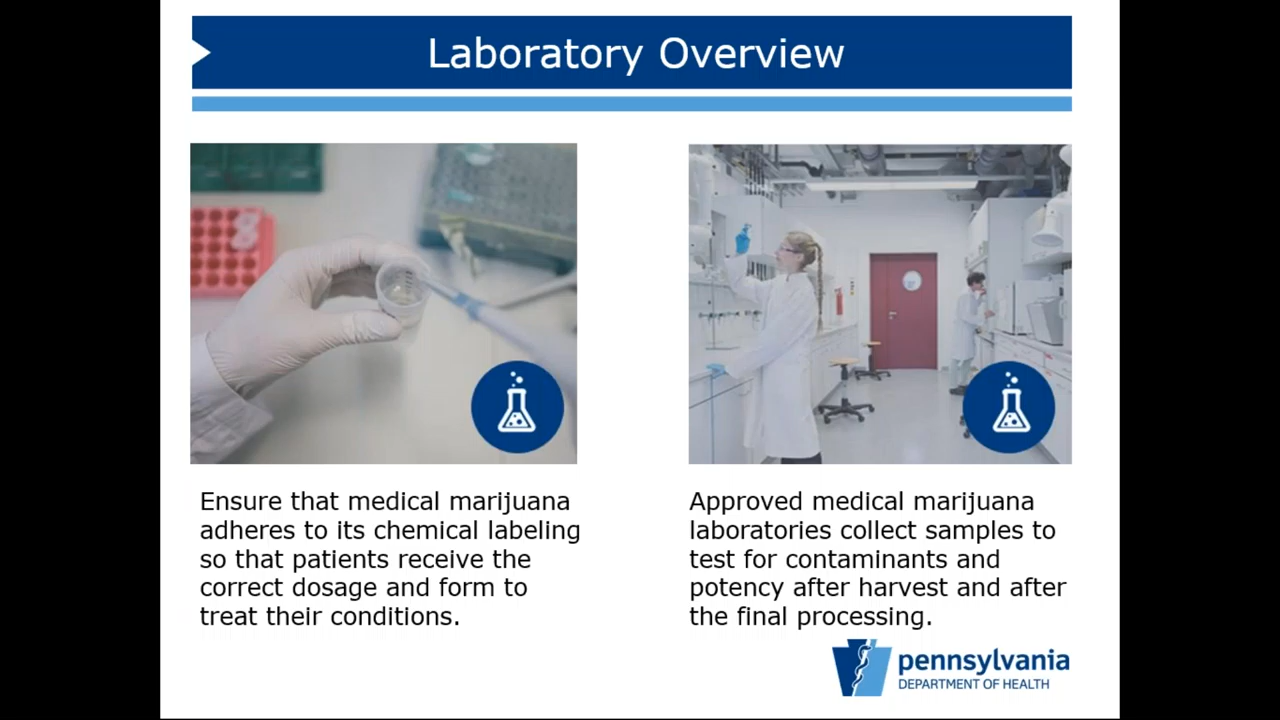 Laboratory Overview
Ensure that medical marijuana
adheres to its chemical labeling
so that patients receive the
correct dosage and form to
treat their conditions.
Approved medical marijuana
laboratories collect samples to
test for contaminants and
potency after harvest and after
the final processing.
pennsylvania
DEPARTMENT OF HEALTH